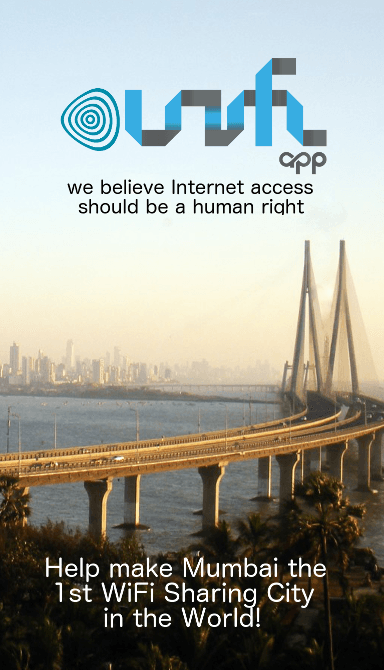 owifi
app
we believe Internet access
should be a human right
Help make Mumbai the
1st WiFi Sharing City
in the World!